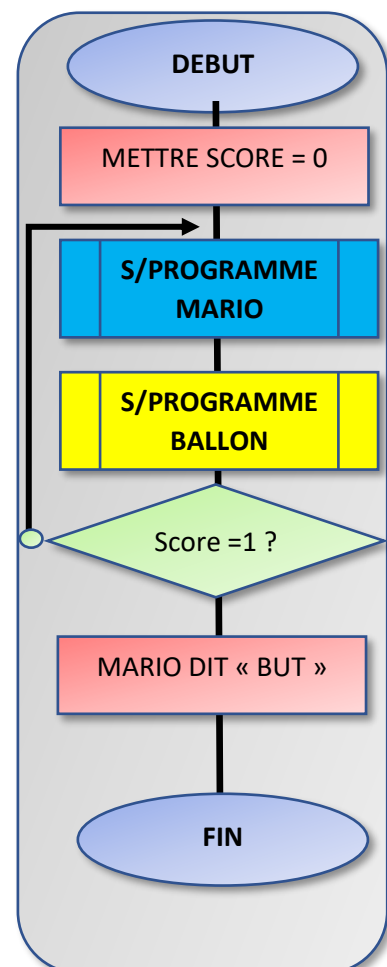 DEBUT
METTRE SCORE = 0
S/PROGRAMME
MARIO
S/PROGRAMME
BALLON
Score =1 ?
MARIO DIT « BUT »
FIN